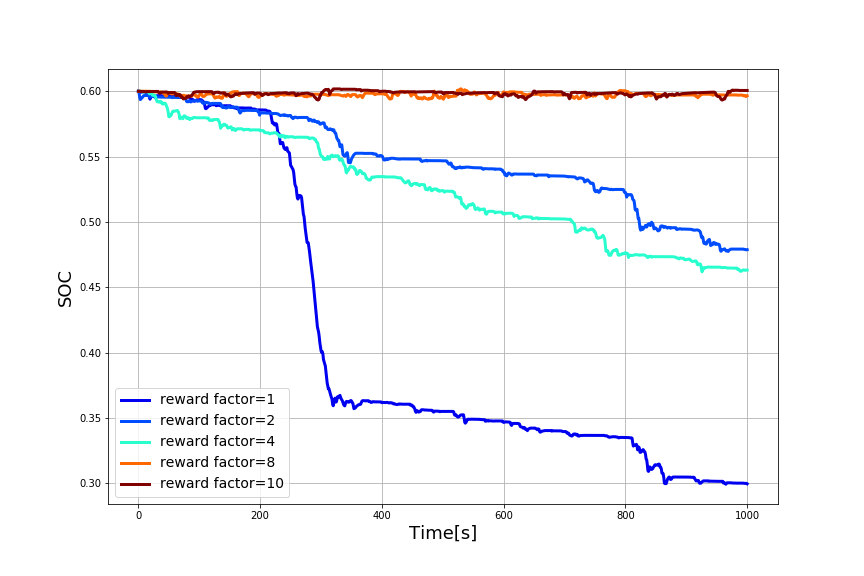 0.60
0.55
0.50
0.45
0.40
0.35
0.30
SOC
reward factor=1
reward factor=2
reward factor=4
reward factor=8
reward factor=10
0 200 400 600 800 1000
Time[s]